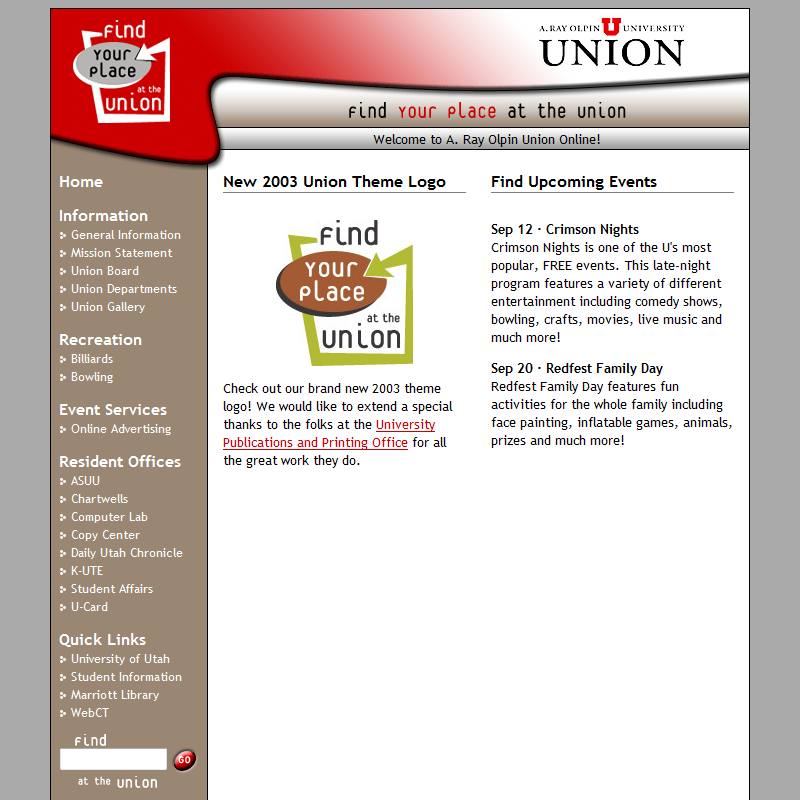 find
your
place
at the
union
A. RAY OLPIN U UNIVERSITY
UNION
find your place at the union
Welcome to A. Ray Olpin Union Online!
Home
Information
General Information
Mission Statement
Union Board
Union Departments
Union Gallery
Recreation
Billiards
Bowling
Event Services
Online Advertising
Resident Offices
ASUU
Chartwells
Computer Lab
Copy Center
Daily Utah Chronicle
K-UTE
Student Affairs
U-Card
Quick Links
University of Utah
Student Information
Marriott Library
WebCT
find
GO
at the union
New 2003 Union Theme Logo
find
your
place
at the
union
Check out our brand new 2003 theme
logo! We would like to extend a special
thanks to the folks at the University
Publications and Printing Office for all
the great work they do.
Find Upcoming Events
Sep 12 · Crimson Nights
Crimson Nights is one of the U's most
popular, FREE events. This late-night
program features a variety of different
entertainment including comedy shows,
bowling, crafts, movies, live music and
much more!
Sep 20 · Redfest Family Day
Redfest Family Day features fun
activities for the whole family including
face painting, inflatable games, animals,
prizes and much more!